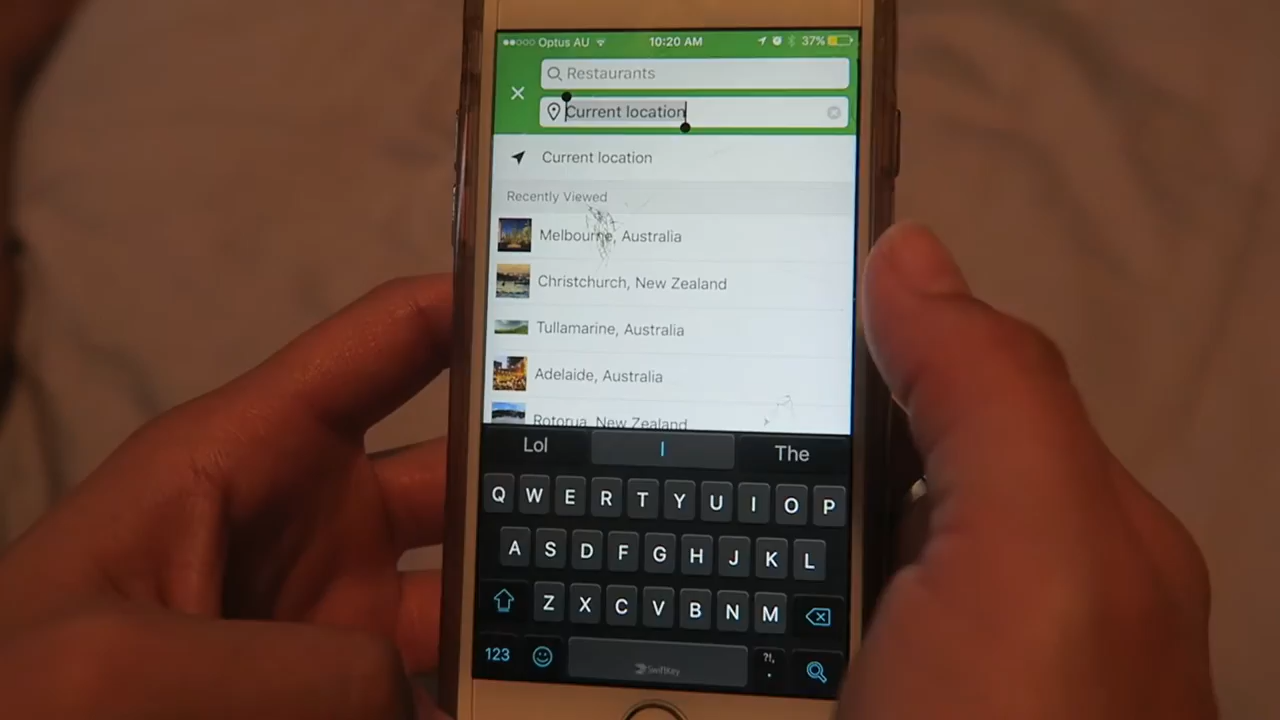 Optus AU 10:20 AM 37%
Restaurants
Current location
Current location
Recently Viewed
Melbourne, Australia
Christchurch, New Zealand
Tullamarine, Australia
Adelaide, Australia
Rotorua, New Zealand
Lol I The
Q W E R T Y U I O P
A S D F G H J K L
Z X C V B N M
123 SwiftKey ?!, .